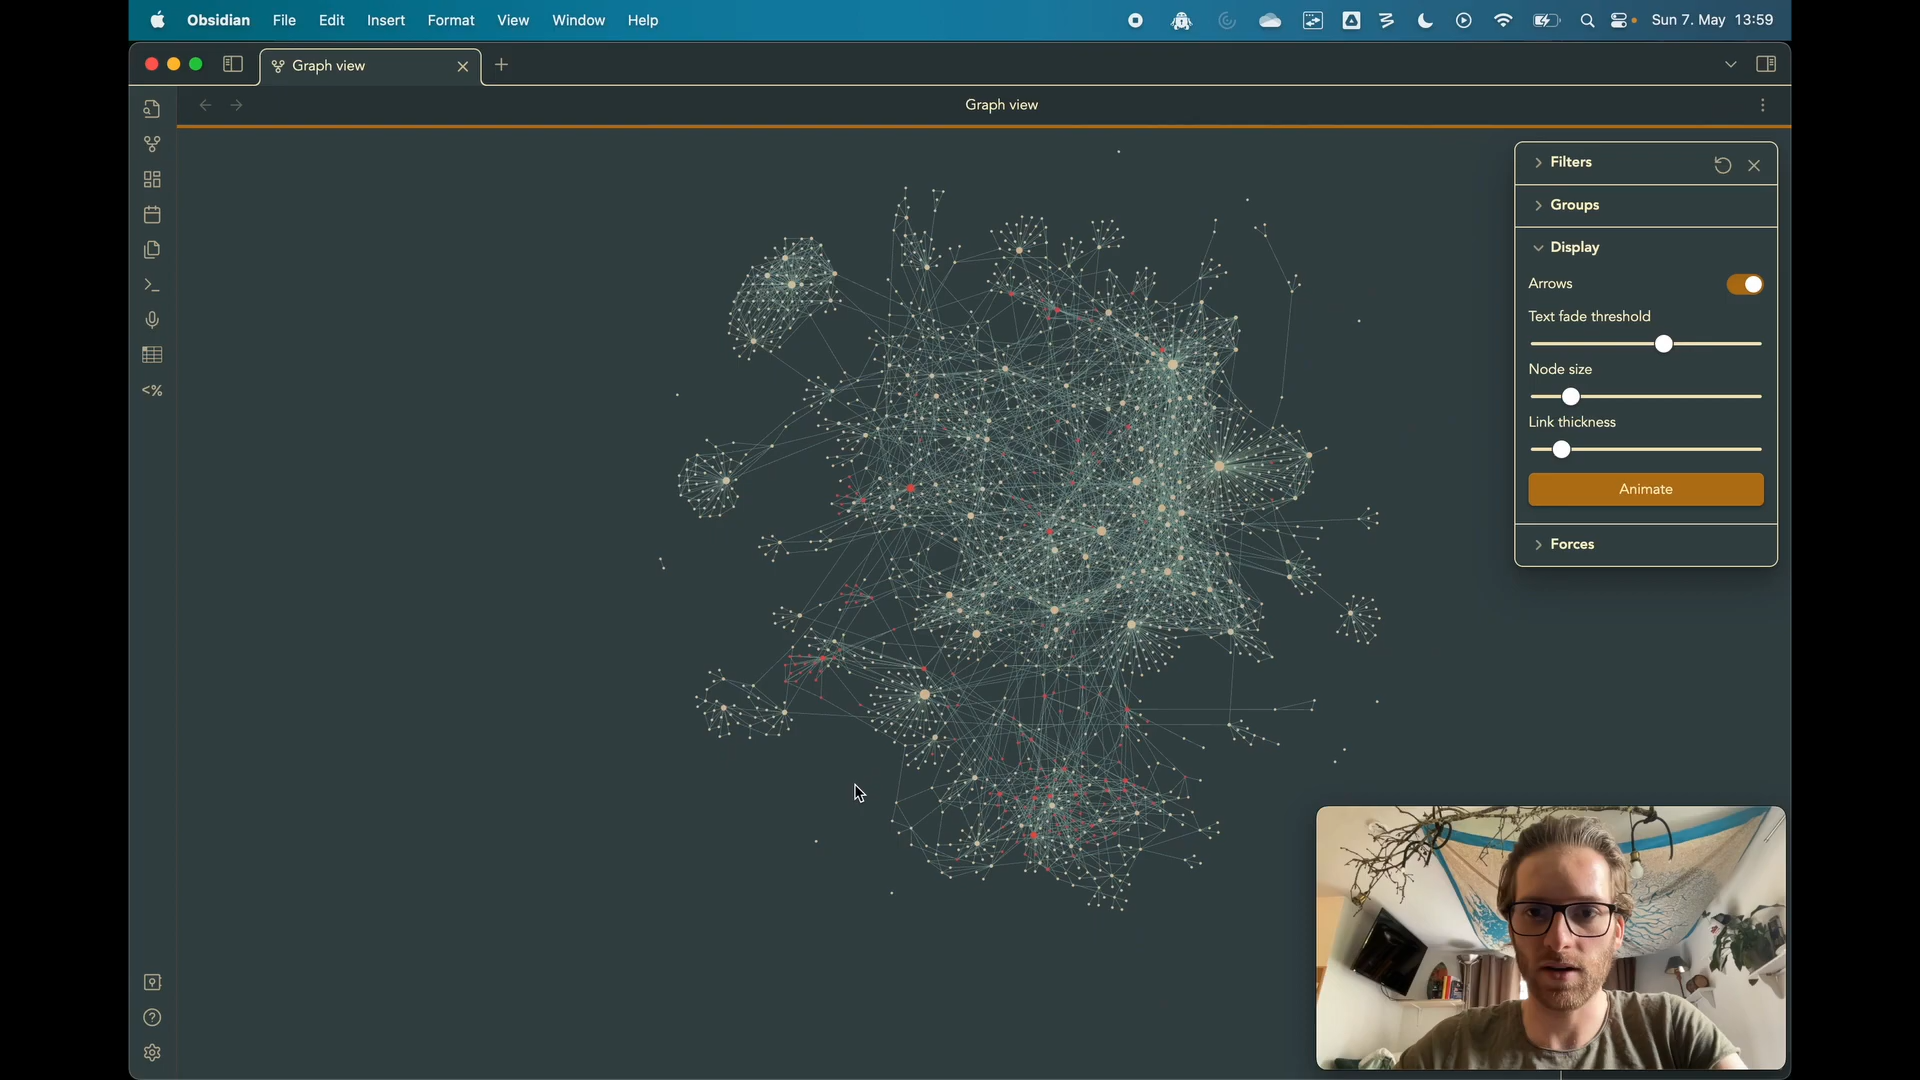 Obsidian File Edit Insert Format View Window Help Sun 7. May 13:59
Graph view
Graph view
Filters
Groups
Display
Arrows
Text fade threshold
Node size
Link thickness
Animate
Forces
<%